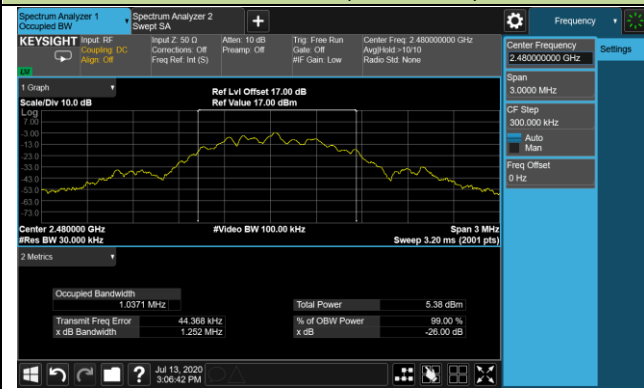 Spectrum Analyzer 1
Occupied BW
Spectrum Analyzer 2
Swept SA
+
Frequency
KEYSIGHT
Input: RF
Coupling: DC
Align: Off
Input Z: 50 Ω
Corrections: Off
Freq Ref: Int (S)
Atten: 10 dB
Preamp: Off
Trig: Free Run
Gate: Off
#IF Gain: Low
Center Freq: 2.480000000 GHz
Avg|Hold:>10/10
Radio Std: None
Center Frequency
2.480000000 GHz
Settings
Span
3.0000 MHz
CF Step
300.000 kHz
Auto
Man
Freq Offset
0 Hz
1 Graph
Scale/Div 10.0 dB
Ref Lvl Offset 17.00 dB
Ref Value 17.00 dBm
Log
7.00
-3.00
-13.0
-23.0
-33.0
-43.0
-53.0
-63.0
-73.0
Center 2.480000 GHz
#Res BW 30.000 kHz
#Video BW 100.00 kHz
Span 3 MHz
Sweep 3.20 ms (2001 pts)
2 Metrics
Occupied Bandwidth
1.0371 MHz
Total Power 5.38 dBm
Transmit Freq Error 44.368 kHz
% of OBW Power 99.00 %
x dB Bandwidth 1.252 MHz
x dB -26.00 dB
?
Jul 13, 2020
3:06:42 PM